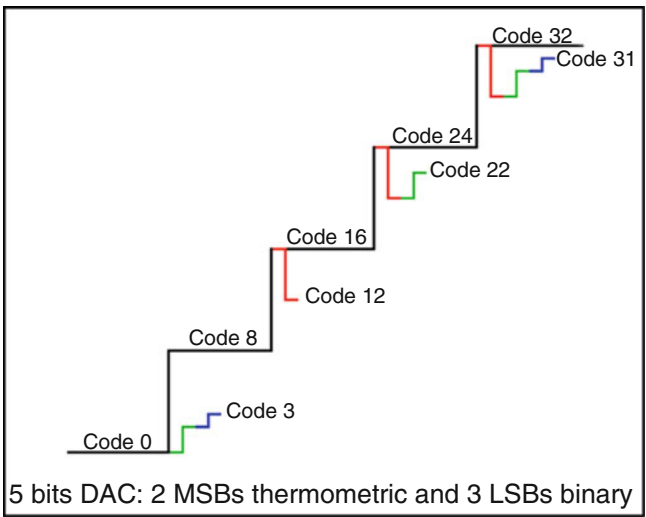 Code 32
Code 31
Code 24
Code 22
Code 16
Code 12
Code 8
Code 3
Code 0
5 bits DAC: 2 MSBs thermometric and 3 LSBs binary